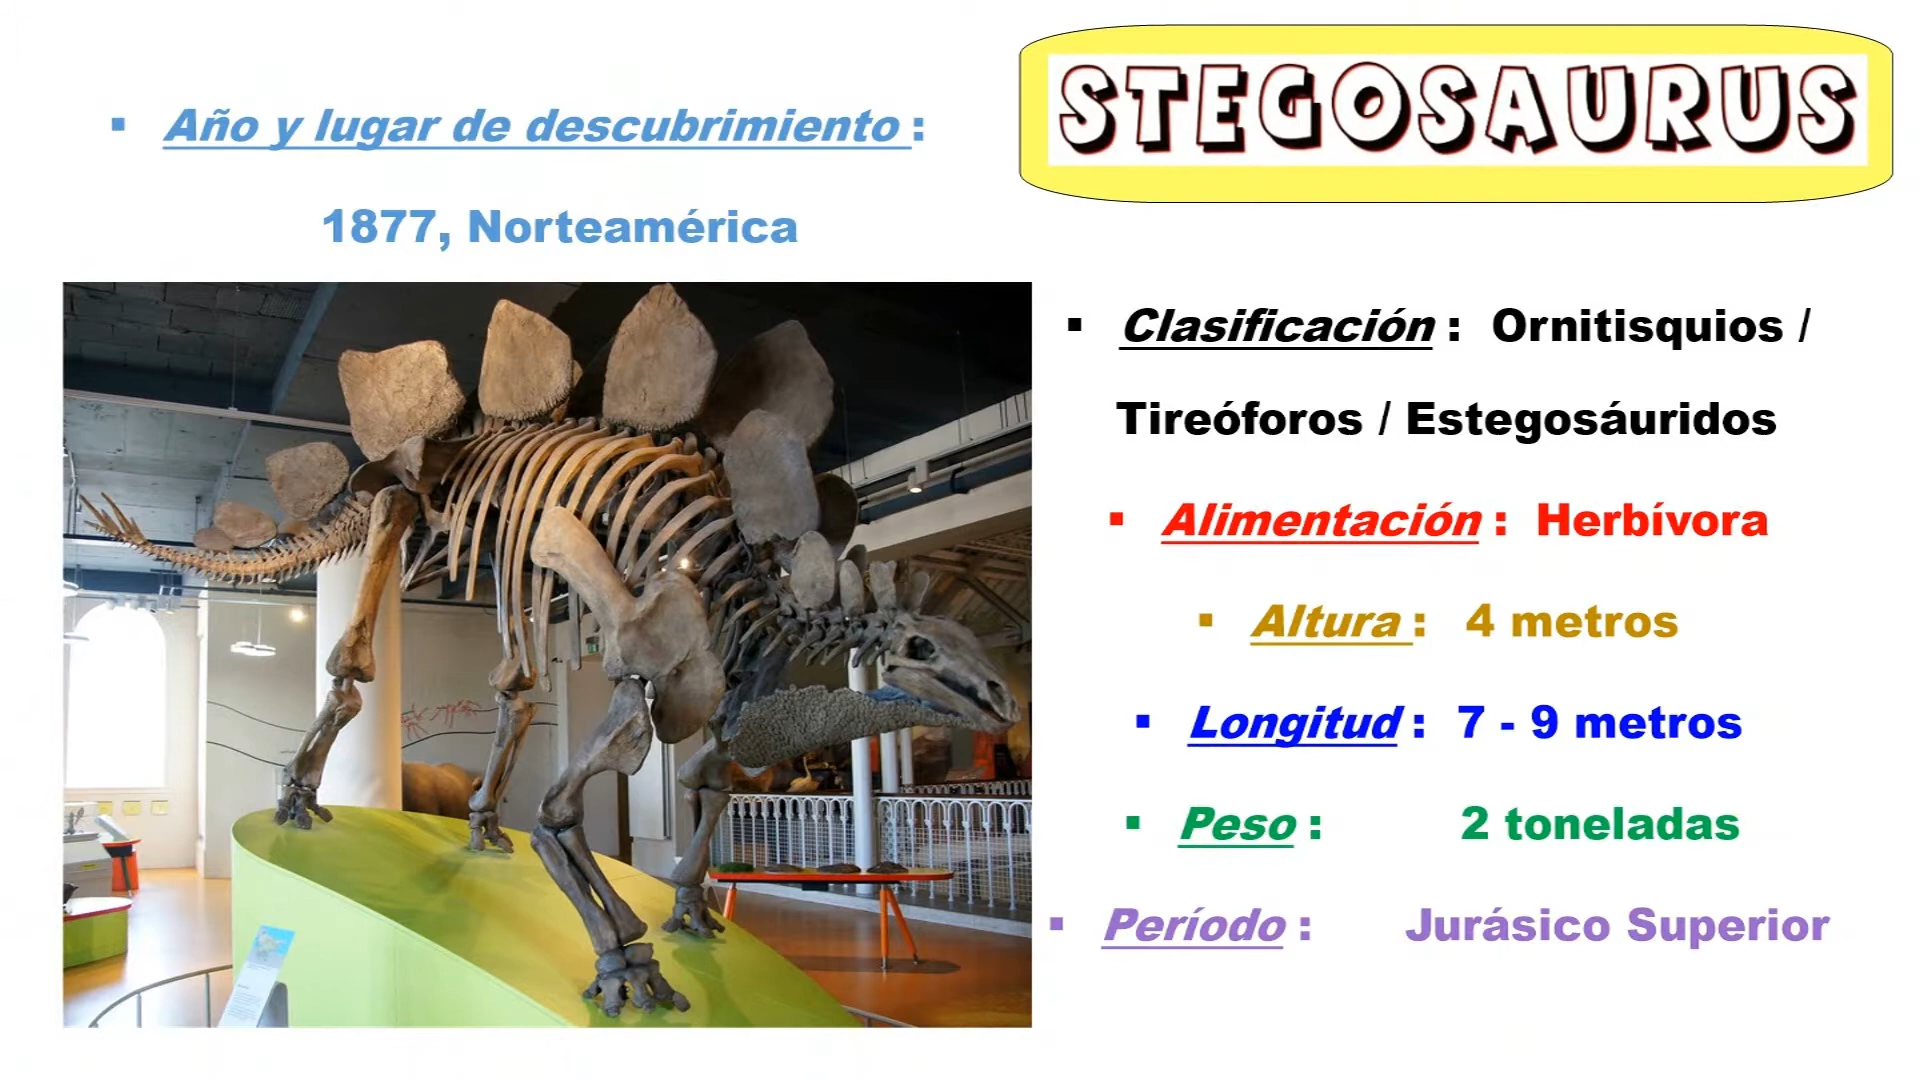 STEGOSAURUS
▪ Año y lugar de descubrimiento :
1877, Norteamérica
▪ Clasificación : Ornitisquios /
Tireóforos / Estegosáuridos
▪ Alimentación : Herbívora
▪ Altura : 4 metros
▪ Longitud : 7 - 9 metros
▪ Peso : 2 toneladas
▪ Período : Jurásico Superior